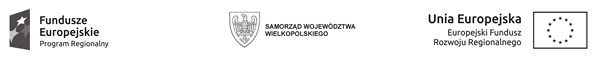 Fundusze
Europejskie
Program Regionalny
SAMORZĄD WOJEWÓDZTWA
WIELKOPOLSKIEGO
Unia Europejska
Europejski Fundusz
Rozwoju Regionalnego